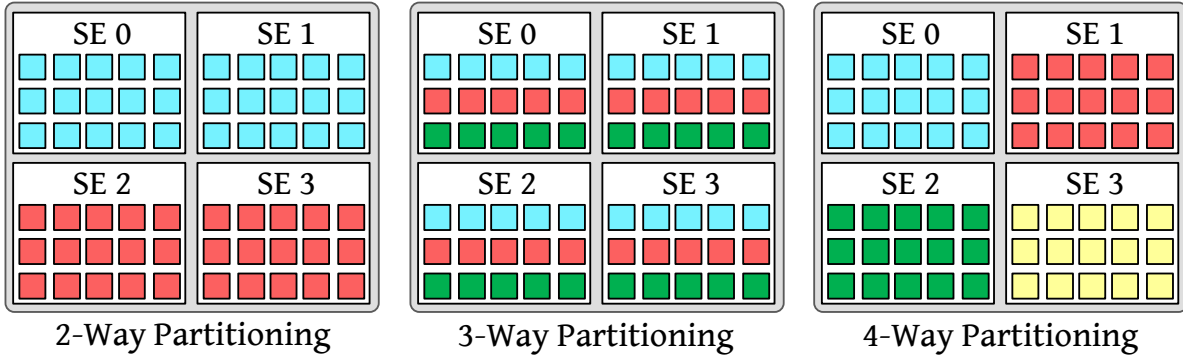 SE 0 SE 1
SE 2 SE 3
2-Way Partitioning
SE 0 SE 1
SE 2 SE 3
3-Way Partitioning
SE 0 SE 1
SE 2 SE 3
4-Way Partitioning